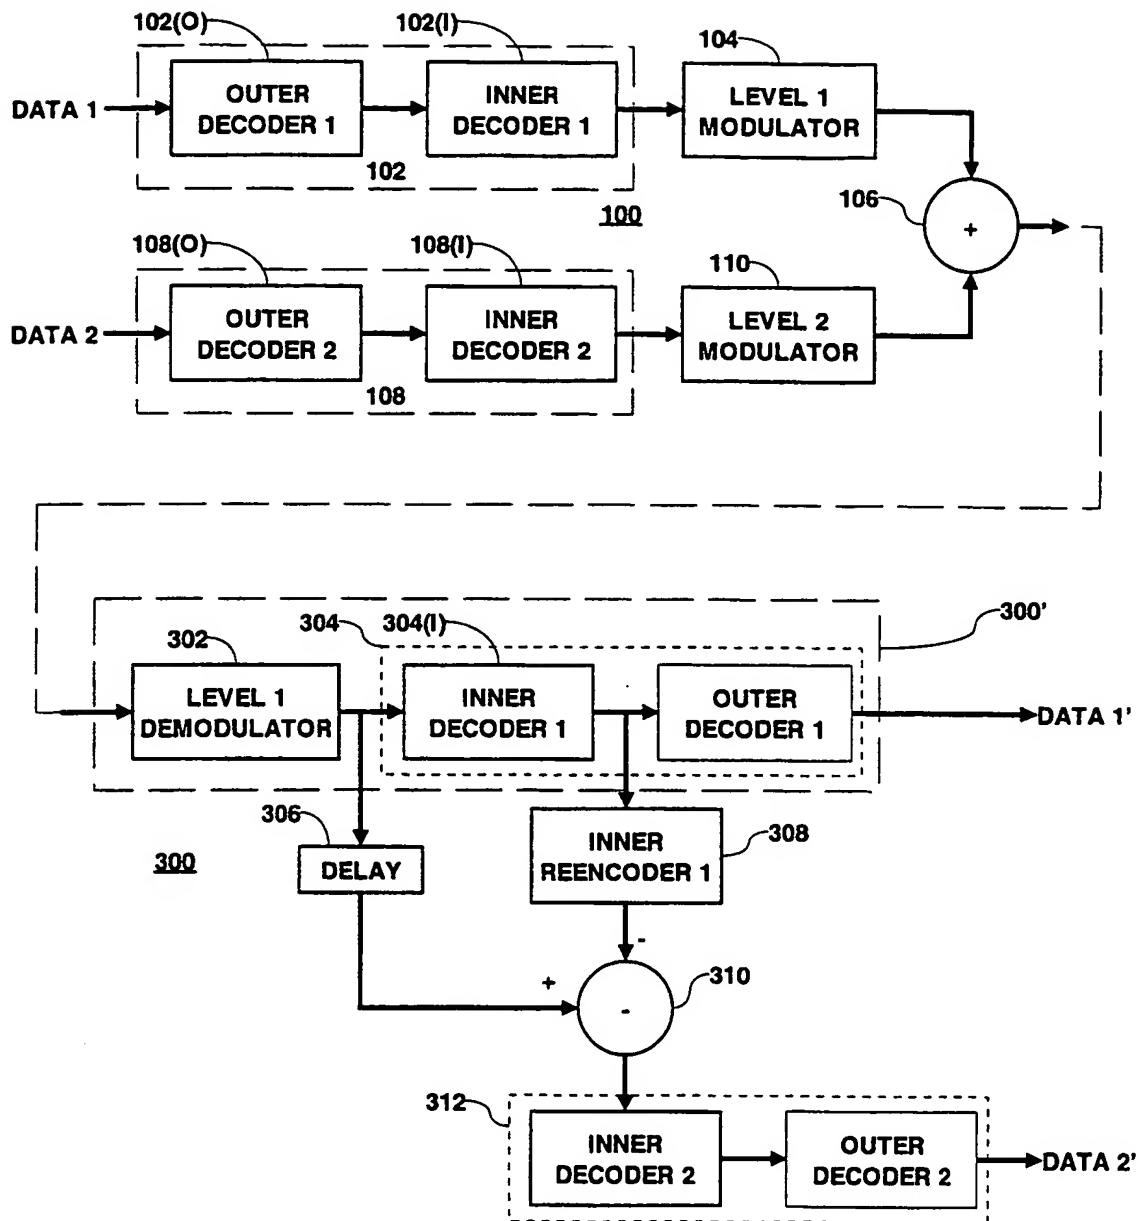 102(O)
102(I)
104
DATA 1
OUTER
DECODER 1
INNER
DECODER 1
LEVEL 1
MODULATOR
102
100
106
+
108(O)
108(I)
110
DATA 2
OUTER
DECODER 2
INNER
DECODER 2
LEVEL 2
MODULATOR
108
300'
302
304
304(I)
LEVEL 1
DEMODULATOR
INNER
DECODER 1
OUTER
DECODER 1
DATA 1'
306
300
DELAY
INNER
REENCODER 1
308
-
+
310
-
312
INNER
DECODER 2
OUTER
DECODER 2
DATA 2'